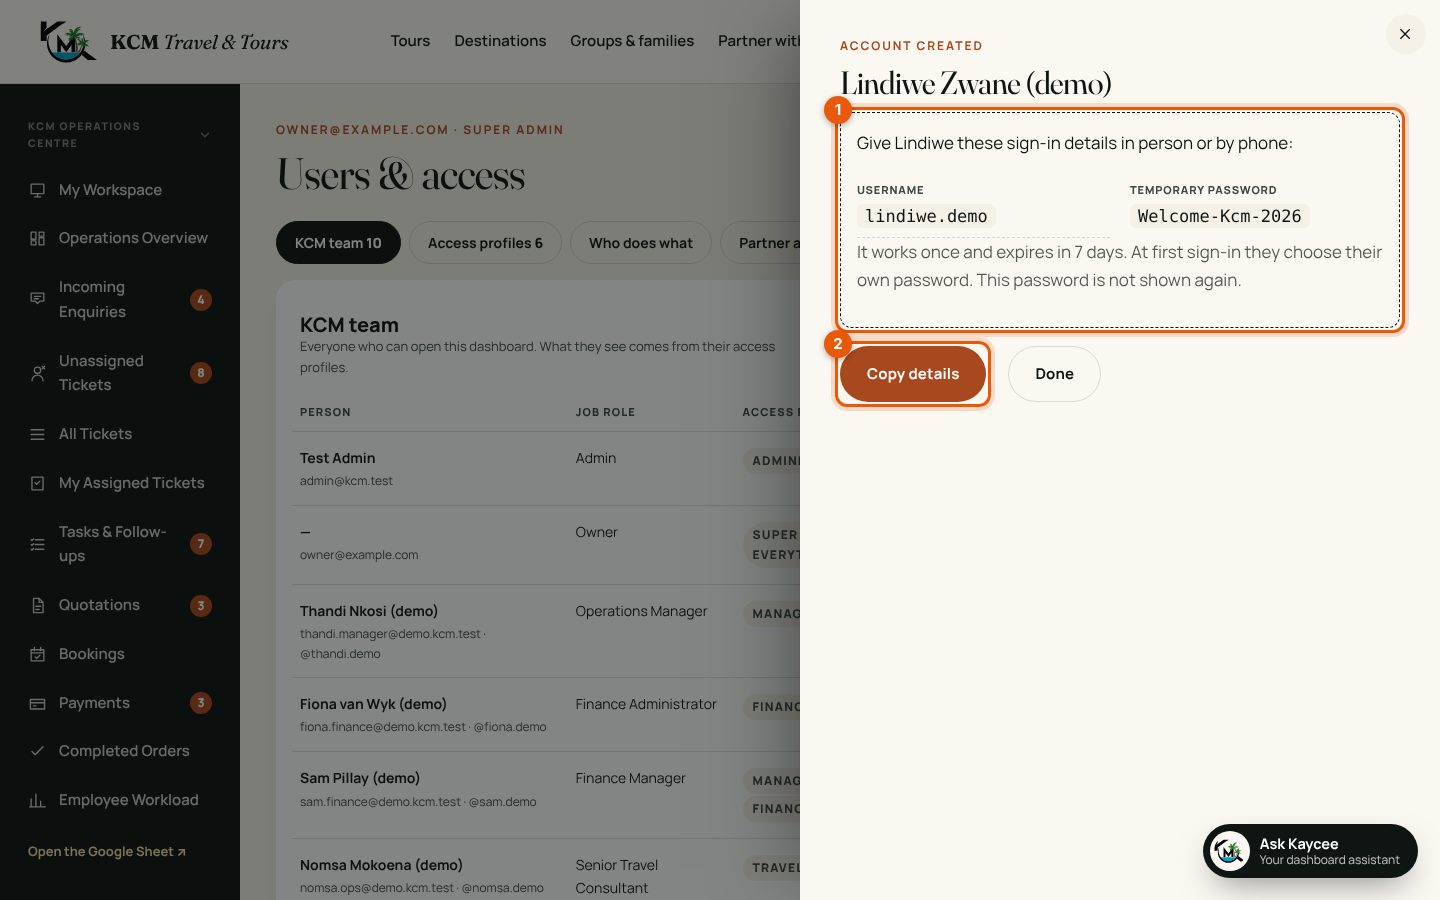 KCM Travel & Tours
Tours
Destinations
Groups & families
Partner with
KCM OPERATIONS
CENTRE
My Workspace
Operations Overview
Incoming
Enquiries
4
Unassigned
Tickets
8
All Tickets
My Assigned Tickets
Tasks & Follow-
ups
7
Quotations
3
Bookings
Payments
3
Completed Orders
Employee Workload
Open the Google Sheet ↗
OWNER@EXAMPLE.COM · SUPER ADMIN
Users & access
KCM team 10
Access profiles 6
Who does what
Partner a
KCM team
Everyone who can open this dashboard. What they see comes from their access
profiles.
PERSON
JOB ROLE
ACCESS
Test Admin
admin@kcm.test
Admin
ADMIN
—
owner@example.com
Owner
SUPER
EVERYT
Thandi Nkosi (demo)
thandi.manager@demo.kcm.test ·
@thandi.demo
Operations Manager
MANAG
Fiona van Wyk (demo)
fiona.finance@demo.kcm.test · @fiona.demo
Finance Administrator
FINANC
Sam Pillay (demo)
sam.finance@demo.kcm.test · @sam.demo
Finance Manager
MANAG
FINANC
Nomsa Mokoena (demo)
nomsa.ops@demo.kcm.test · @nomsa.demo
Senior Travel
Consultant
TRAVEL
ACCOUNT CREATED
Lindiwe Zwane (demo)
1
Give Lindiwe these sign-in details in person or by phone:
USERNAME
lindiwe.demo
TEMPORARY PASSWORD
Welcome-Kcm-2026
It works once and expires in 7 days. At first sign-in they choose their
own password. This password is not shown again.
2
Copy details
Done
Ask Kaycee
Your dashboard assistant